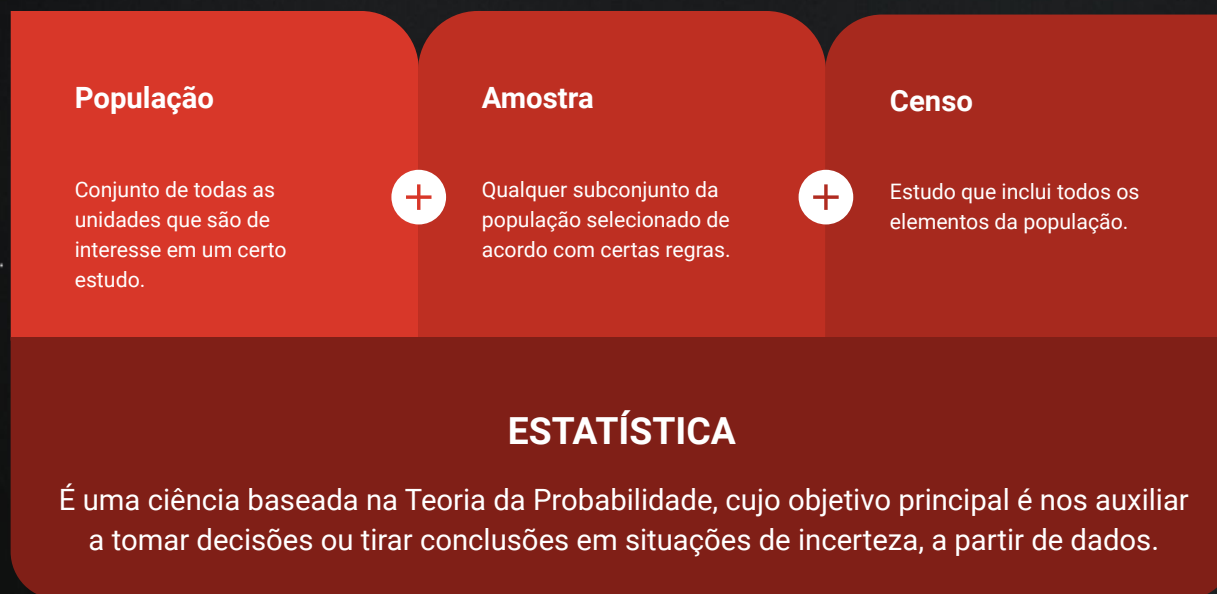 População
Conjunto de todas as
unidades que são de
interesse em um certo
estudo.
Amostra
Qualquer subconjunto da
população selecionado de
acordo com certas regras.
Censo
Estudo que inclui todos os
elementos da população.
ESTATÍSTICA
É uma ciência baseada na Teoria da Probabilidade, cujo objetivo principal é nos auxiliar
a tomar decisões ou tirar conclusões em situações de incerteza, a partir de dados.